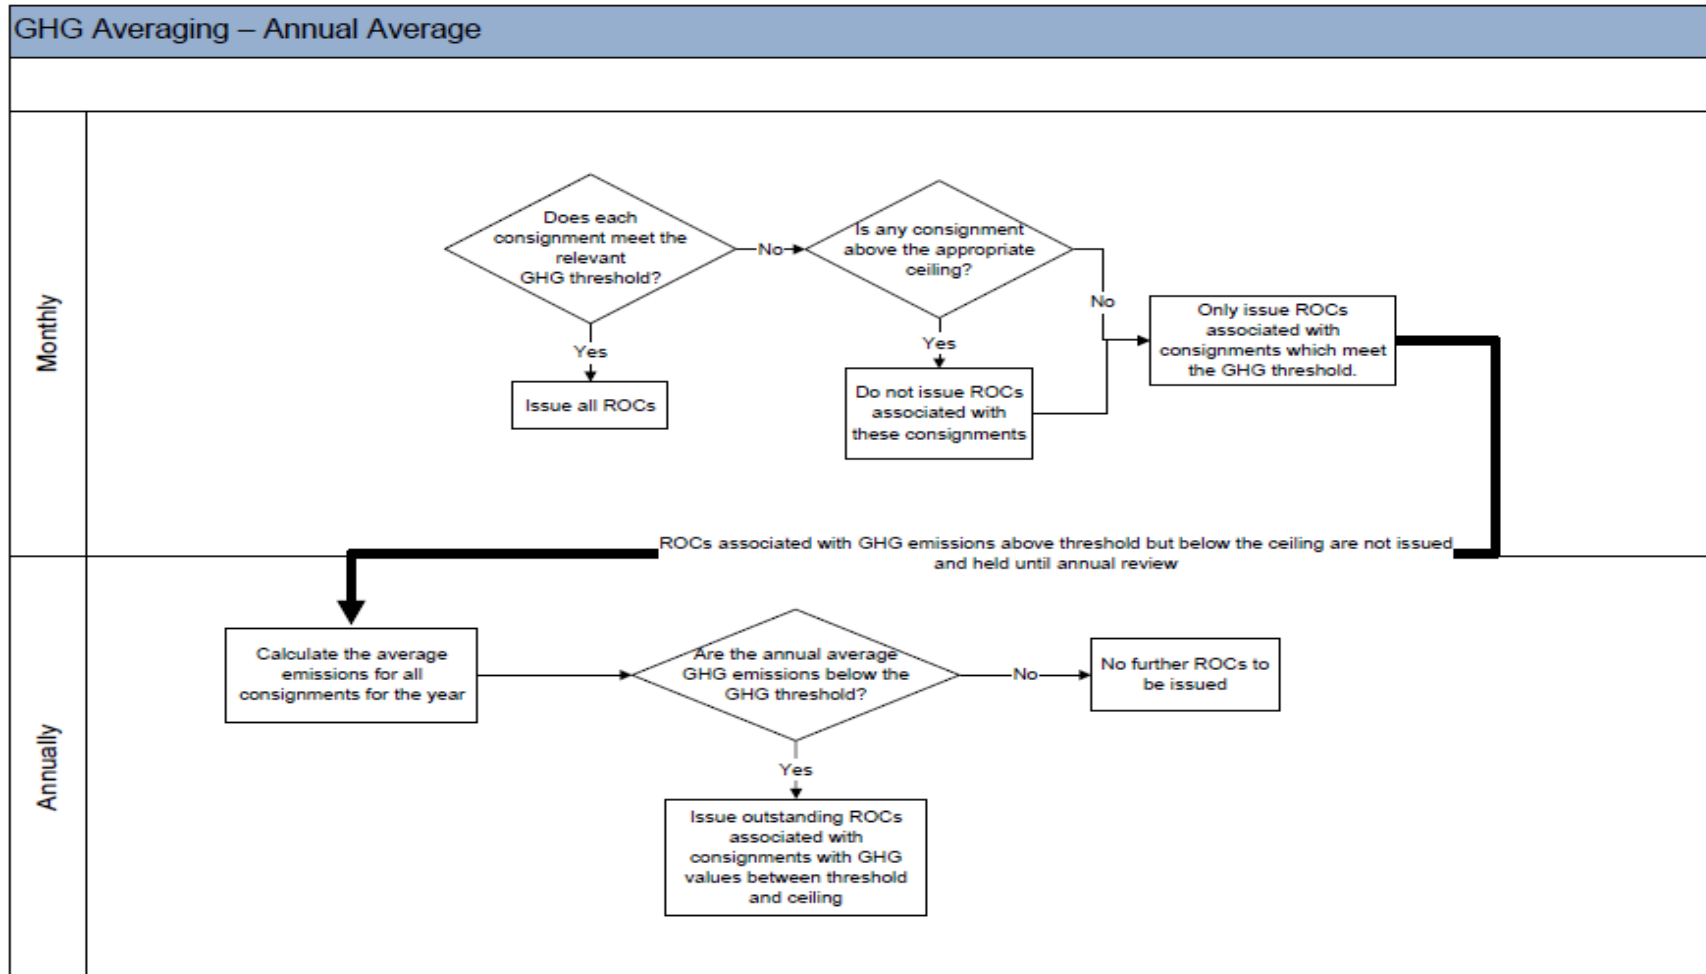 GHG Averaging – Annual Average
Monthly
Does each
consignment meet the
relevant
GHG threshold?
No
Is any consignment
above the appropriate
ceiling?
No
Only issue ROCs
associated with
consignments which meet
the GHG threshold.
Yes
Issue all ROCs
Yes
Do not issue ROCs
associated with
these consignments
ROCs associated with GHG emissions above threshold but below the ceiling are not issued
and held until annual review
Annually
Calculate the average
emissions for all
consignments for the year
Are the annual average
GHG emissions below the
GHG threshold?
No
No further ROCs to
be issued
Yes
Issue outstanding ROCs
associated with
consignments with GHG
values between threshold
and ceiling